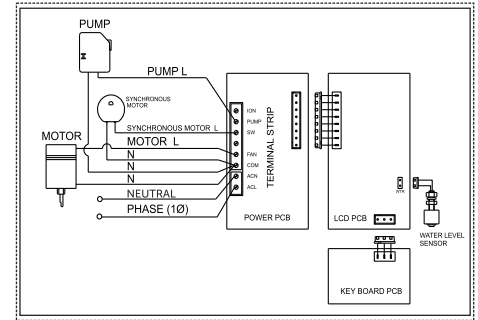 PUMP
PUMP L
SYNCHRONOUS
MOTOR
SYNCHRONOUS MOTOR L
MOTOR
MOTOR L
N
N
N
NEUTRAL
PHASE (1Ø)
ION
PUMP
SW
FAN
COM
ACN
ACL
TERMINAL STRIP
POWER PCB
LCD PCB
WTR
WATER LEVEL
SENSOR
KEY BOARD PCB